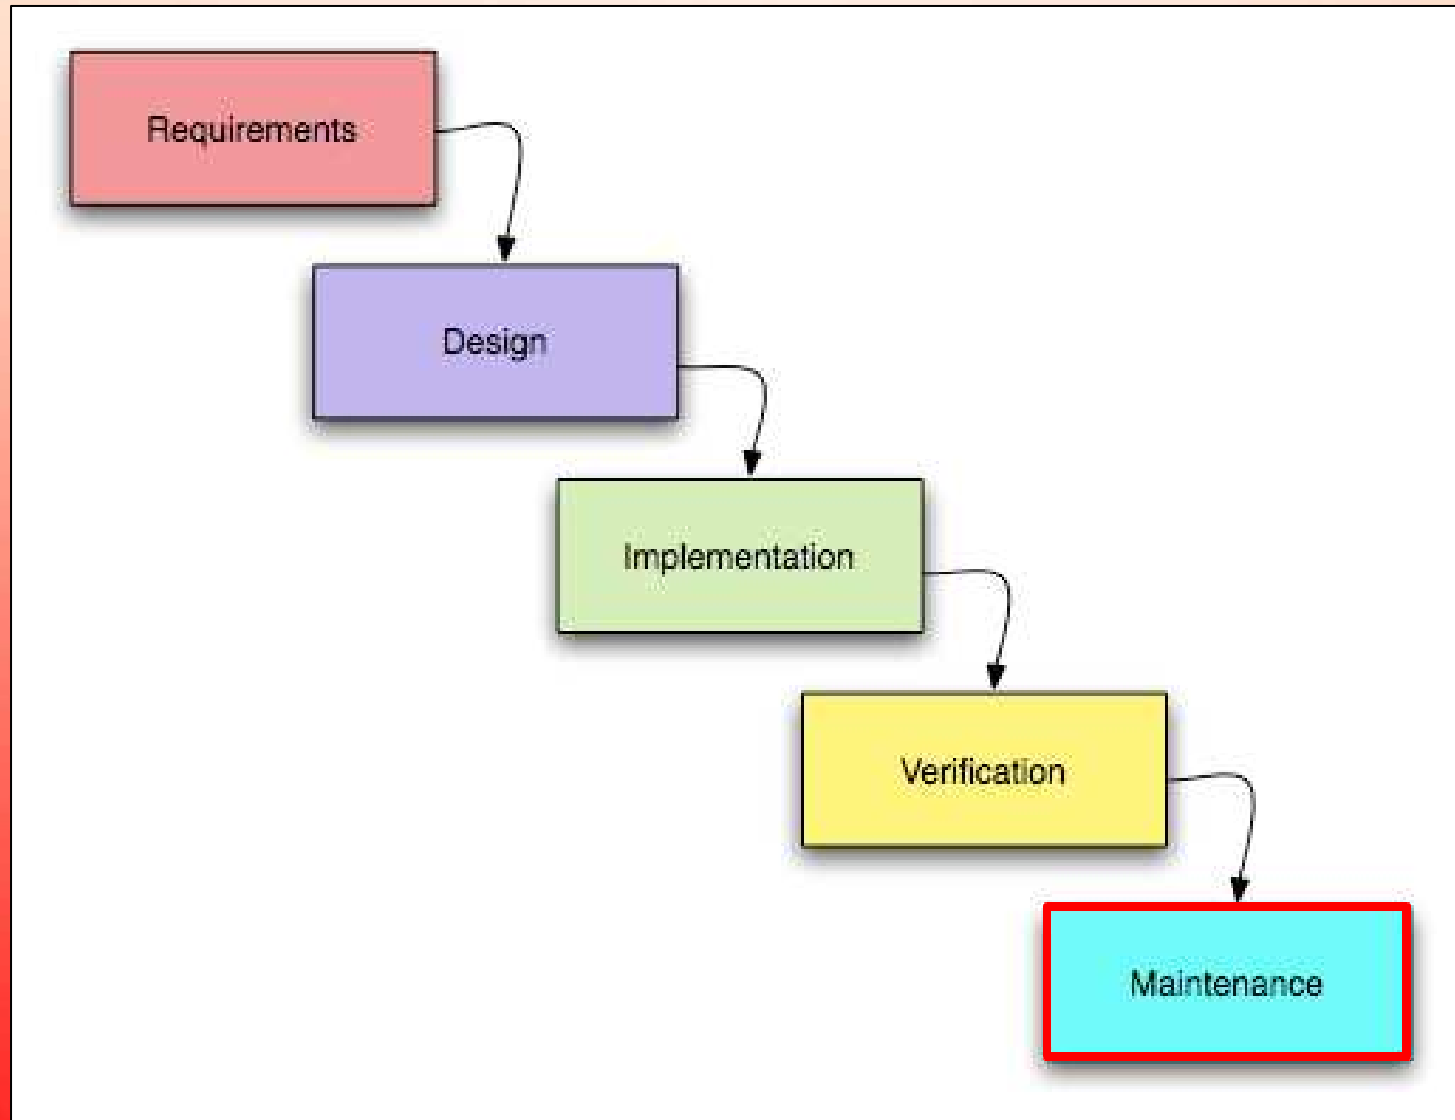 Requirements
Design
Implementation
Verification
Maintenance